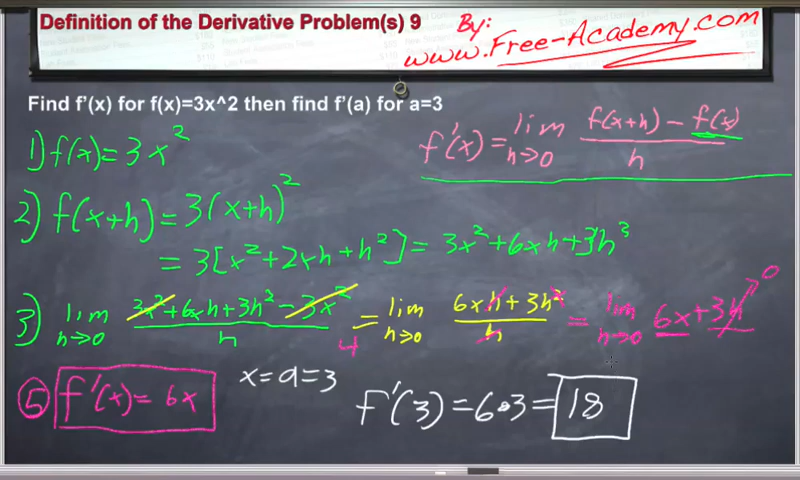 Definition of the Derivative Problem(s) 9
By:
www.Free-Academy.com
Find f'(x) for f(x)=3x^2 then find f'(a) for a=3
f'(x) = lim h→0 (f(x+h) - f(x))/h
1) f(x) = 3x²
2) f(x+h) = 3(x+h)²
= 3[x²+2xh+h²] = 3x²+6xh+3h³
3) lim h→0 (3x²+6xh+3h²-3x²)/h 4 = lim h→0 (6xh+3h²)/h = lim h→0 6x+3h → 0
5 f'(x) = 6x
x=a=3
f'(3) = 6·3 = 18